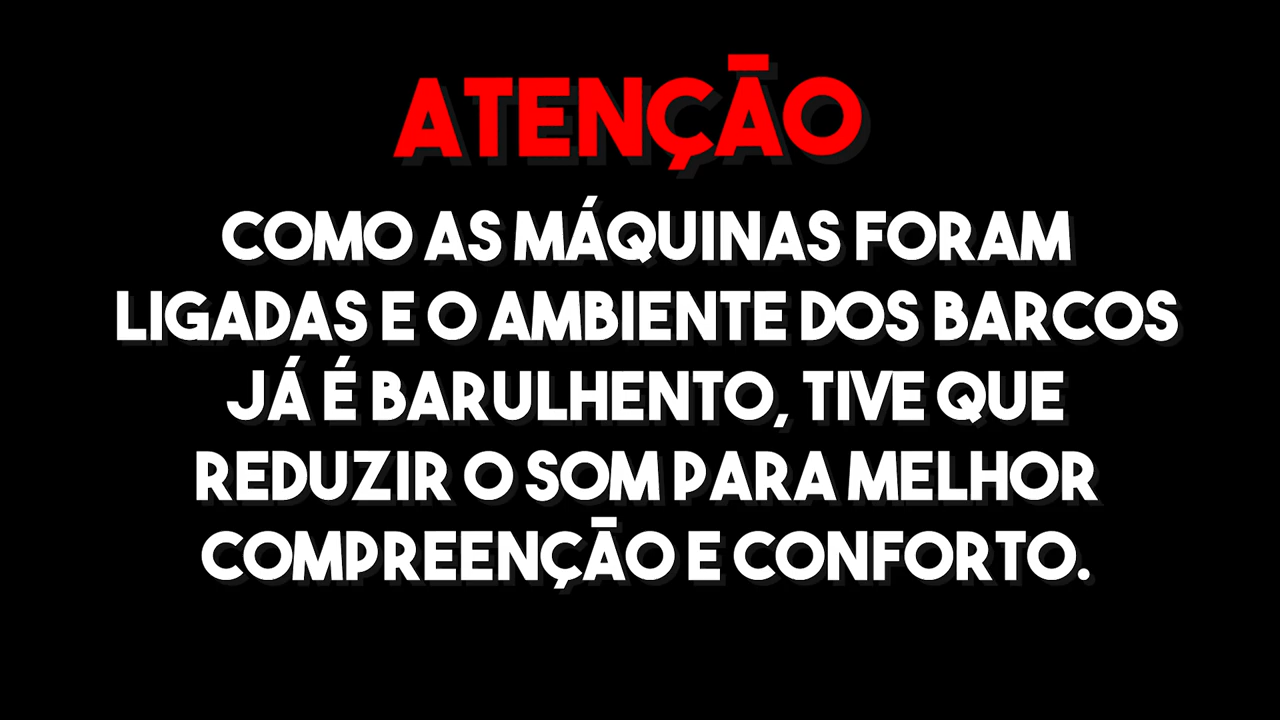 ATENÇÃO
COMO AS MÁQUINAS FORAM
LIGADAS E O AMBIENTE DOS BARCOS
JÁ É BARULHENTO, TIVE QUE
REDUZIR O SOM PARA MELHOR
COMPREENÇÃO E CONFORTO.